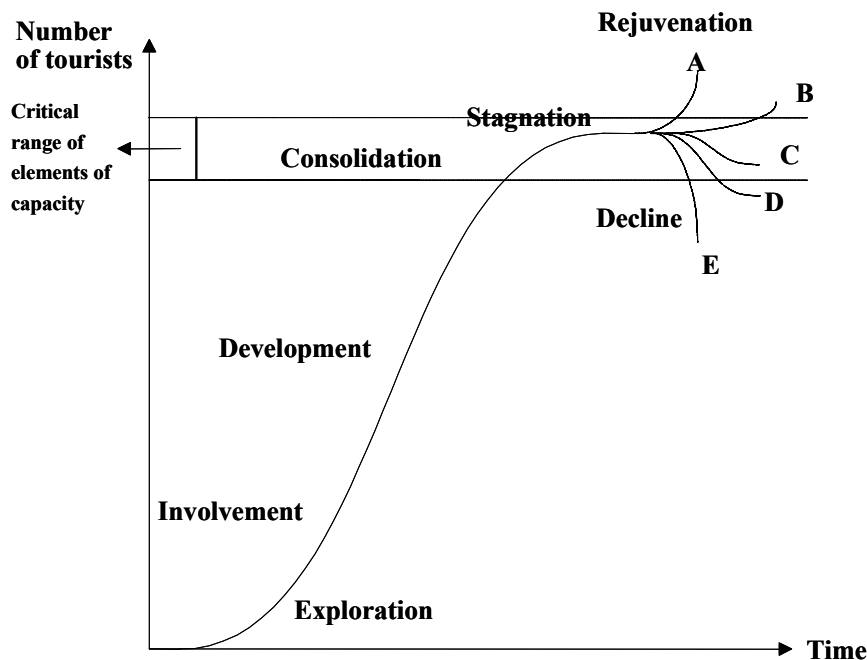 Number
of tourists
Rejuvenation
A
B
Critical
range of
elements of
capacity
Stagnation
Consolidation
C
D
Decline
E
Development
Involvement
Exploration
Time